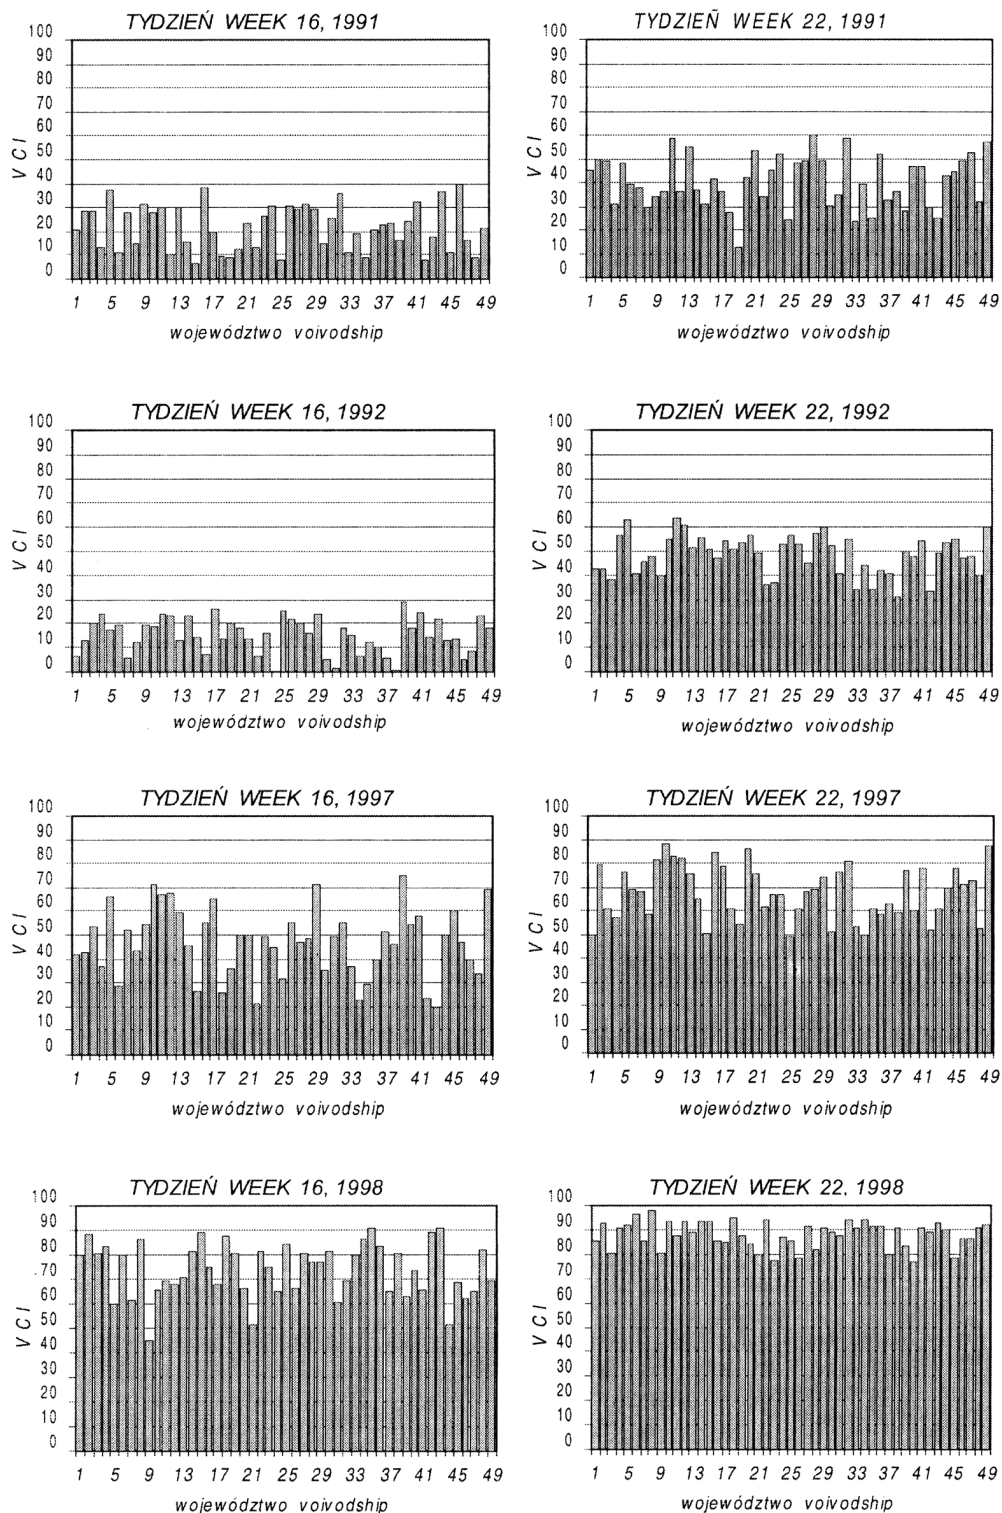 TYDZIEŃ WEEK 16, 1991
100
90
80
70
60
50
40
30
20
10
0
VCI
1 5 9 13 17 21 25 29 33 37 41 45 49
województwo voivodship
TYDZIEÑ WEEK 22, 1991
100
90
80
70
60
50
40
30
20
10
0
VCI
1 5 9 13 17 21 25 29 33 37 41 45 49
województwo voivodship
TYDZIEŃ WEEK 16, 1992
100
90
80
70
60
50
40
30
20
10
0
VCI
1 5 9 13 17 21 25 29 33 37 41 45 49
województwo voivodship
TYDZIEŃ WEEK 22, 1992
100
90
80
70
60
50
40
30
20
10
0
VCI
1 5 9 13 17 21 25 29 33 37 41 45 49
województwo voivodship
TYDZIEŃ WEEK 16, 1997
100
90
80
70
60
50
40
30
20
10
0
VCI
1 5 9 13 17 21 25 29 33 37 41 45 49
województwo voivodship
TYDZIEŃ WEEK 22, 1997
100
90
80
70
60
50
40
30
20
10
0
VCI
1 5 9 13 17 21 25 29 33 37 41 45 49
województwo voivodship
TYDZIEŃ WEEK 16, 1998
100
90
80
70
60
50
40
30
20
10
0
VCI
1 5 9 13 17 21 25 29 33 37 41 45 49
województwo voivodship
TYDZIEŃ WEEK 22. 1998
100
90
80
70
60
50
40
30
20
10
0
VCI
1 5 9 13 17 21 25 29 33 37 41 45 49
województwo voivodship